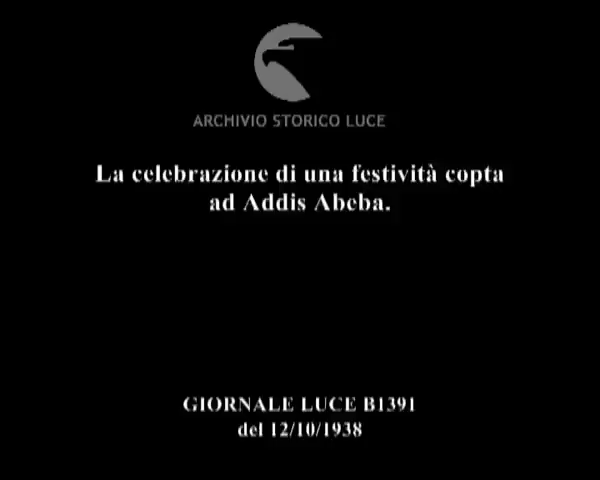 ARCHIVIO STORICO LUCE
La celebrazione di una festività copta
ad Addis Abeba.
GIORNALE LUCE B1391
del 12/10/1938